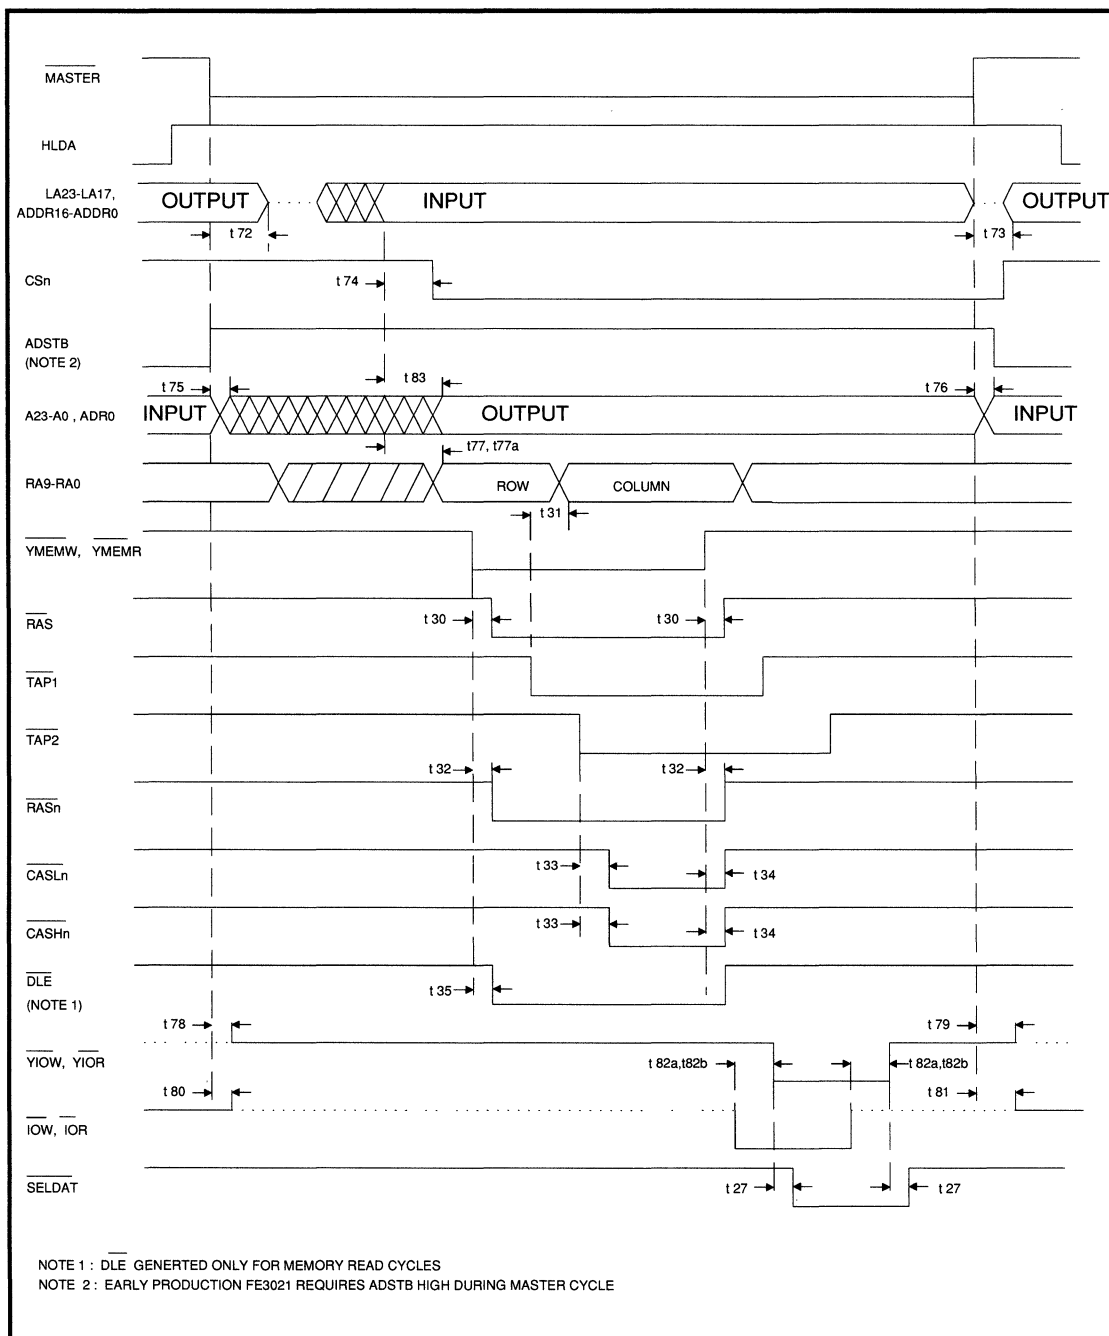 MASTER
HLDA
LA23-LA17,
ADDR16-ADDR0
OUTPUT INPUT OUTPUT
t 72 t 73
CSn
t 74
ADSTB
(NOTE 2)
t 83
t 75 t 76
A23-A0 , ADR0
INPUT OUTPUT INPUT
t77, t77a
RA9-RA0
ROW COLUMN
t 31
YMEMW, YMEMR
RAS
t 30 t 30
TAP1
TAP2
t 32 t 32
RASn
CASLn
t 33 t 34
CASHn
t 33 t 34
DLE
(NOTE 1)
t 35
t 78 t 79
YIOW, YIOR
t 82a,t82b t 82a,t82b
t 80 t 81
IOW, IOR
SELDAT
t 27 t 27
NOTE 1 : DLE GENERTED ONLY FOR MEMORY READ CYCLES
NOTE 2 : EARLY PRODUCTION FE3021 REQUIRES ADSTB HIGH DURING MASTER CYCLE